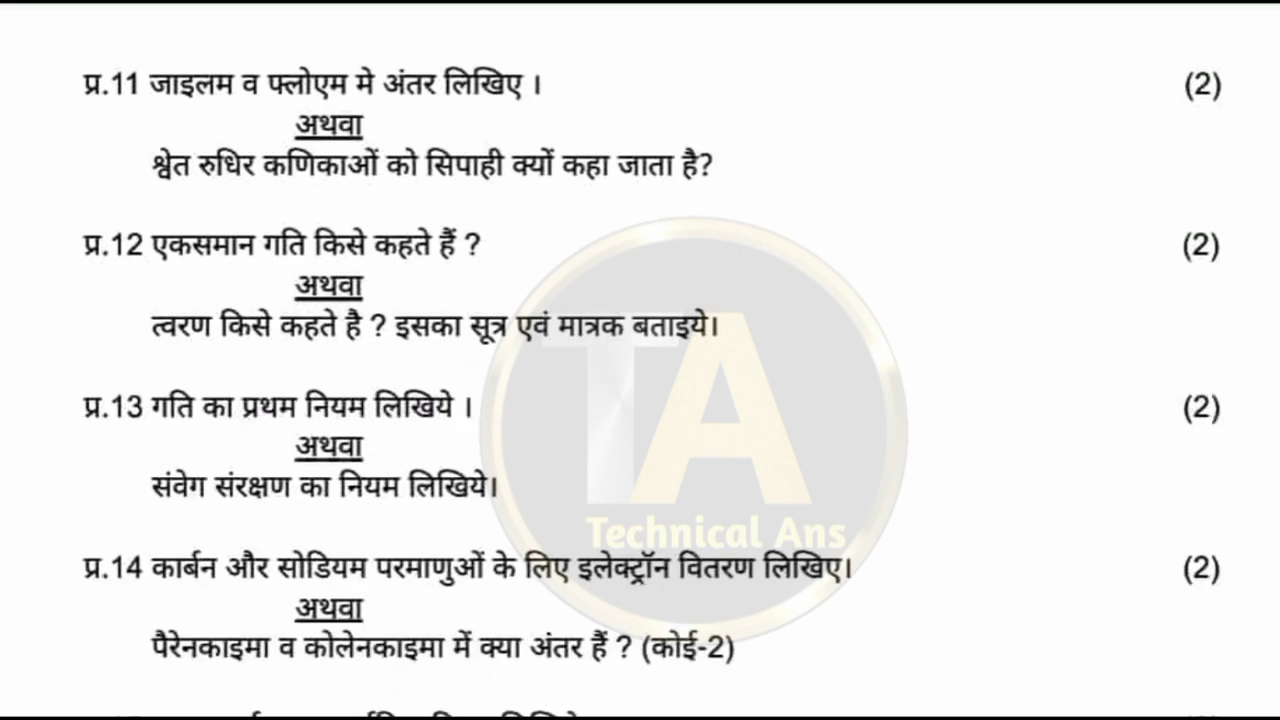 प्र.11 जाइलम व फ्लोएम मे अंतर लिखिए । (2)
अथवा
श्वेत रुधिर कणिकाओं को सिपाही क्यों कहा जाता है?
प्र.12 एकसमान गति किसे कहते हैं ? (2)
अथवा
त्वरण किसे कहते है ? इसका सूत्र एवं मात्रक बताइये।
प्र.13 गति का प्रथम नियम लिखिये । (2)
अथवा
संवेग संरक्षण का नियम लिखिये।
TA
Technical Ans
प्र.14 कार्बन और सोडियम परमाणुओं के लिए इलेक्ट्रॉन वितरण लिखिए। (2)
अथवा
पैरेनकाइमा व कोलेनकाइमा में क्या अंतर हैं ? (कोई-2)